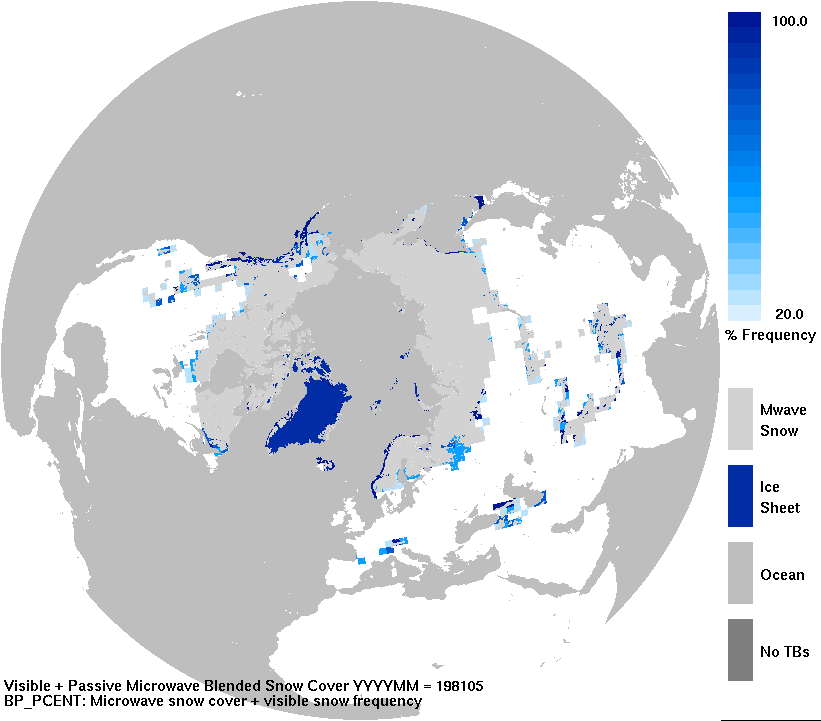 100.0
20.0
% Frequency
Mwave
Snow
Ice
Sheet
Ocean
No TBs
Visible + Passive Microwave Blended Snow Cover YYYYMM = 198105
BP_PCENT: Microwave snow cover + visible snow frequency